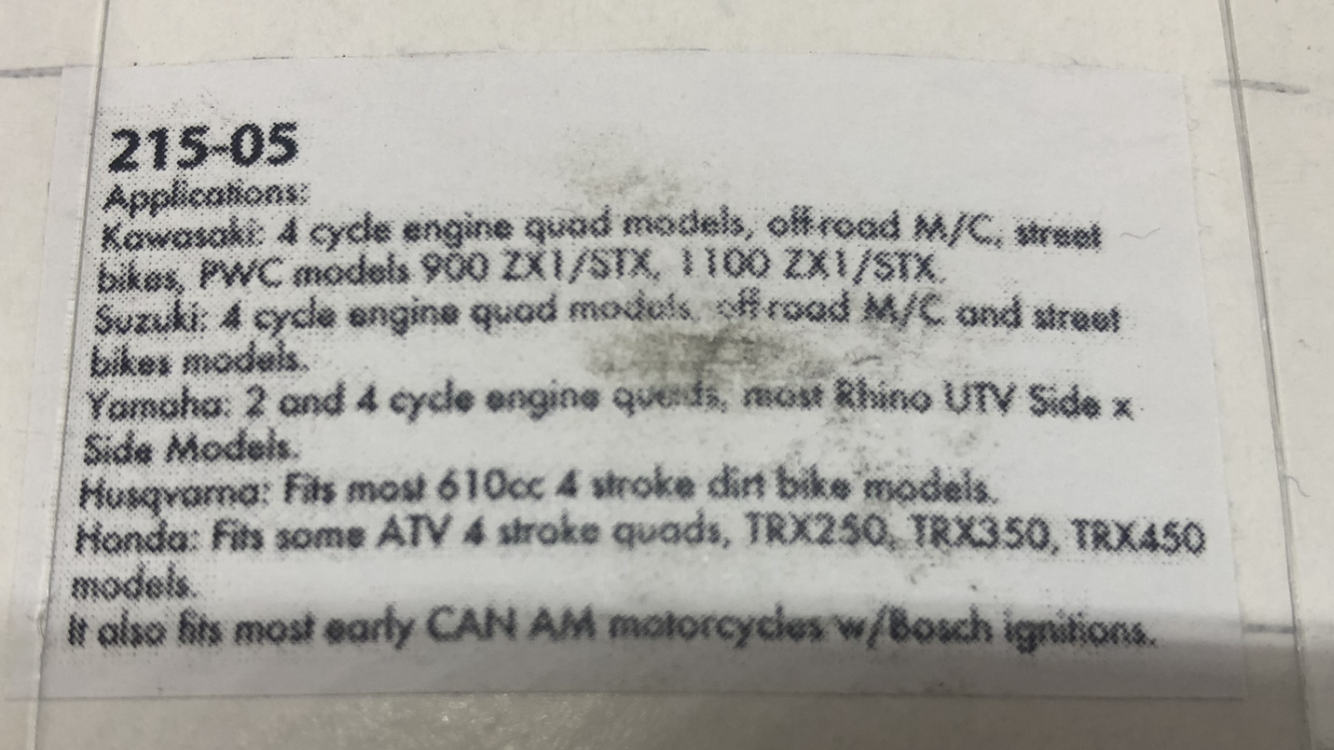 215-05
Applications:
Kawasaki: 4 cycle engine quad models, off-road M/C, street
bikes, PWC models 900 ZX1/STX, 1100 ZX1/STX.
Suzuki: 4 cycle engine quad models, off-road M/C and street
bikes models.
Yamaha: 2 and 4 cycle engine quads, most Rhino UTV Side x
Side Models.
Husqvarna: Fits most 610cc 4 stroke dirt bike models.
Honda: Fits some ATV 4 stroke quads, TRX250, TRX350, TRX450
models.
It also fits most early CAN AM motorcycles w/Bosch ignitions.